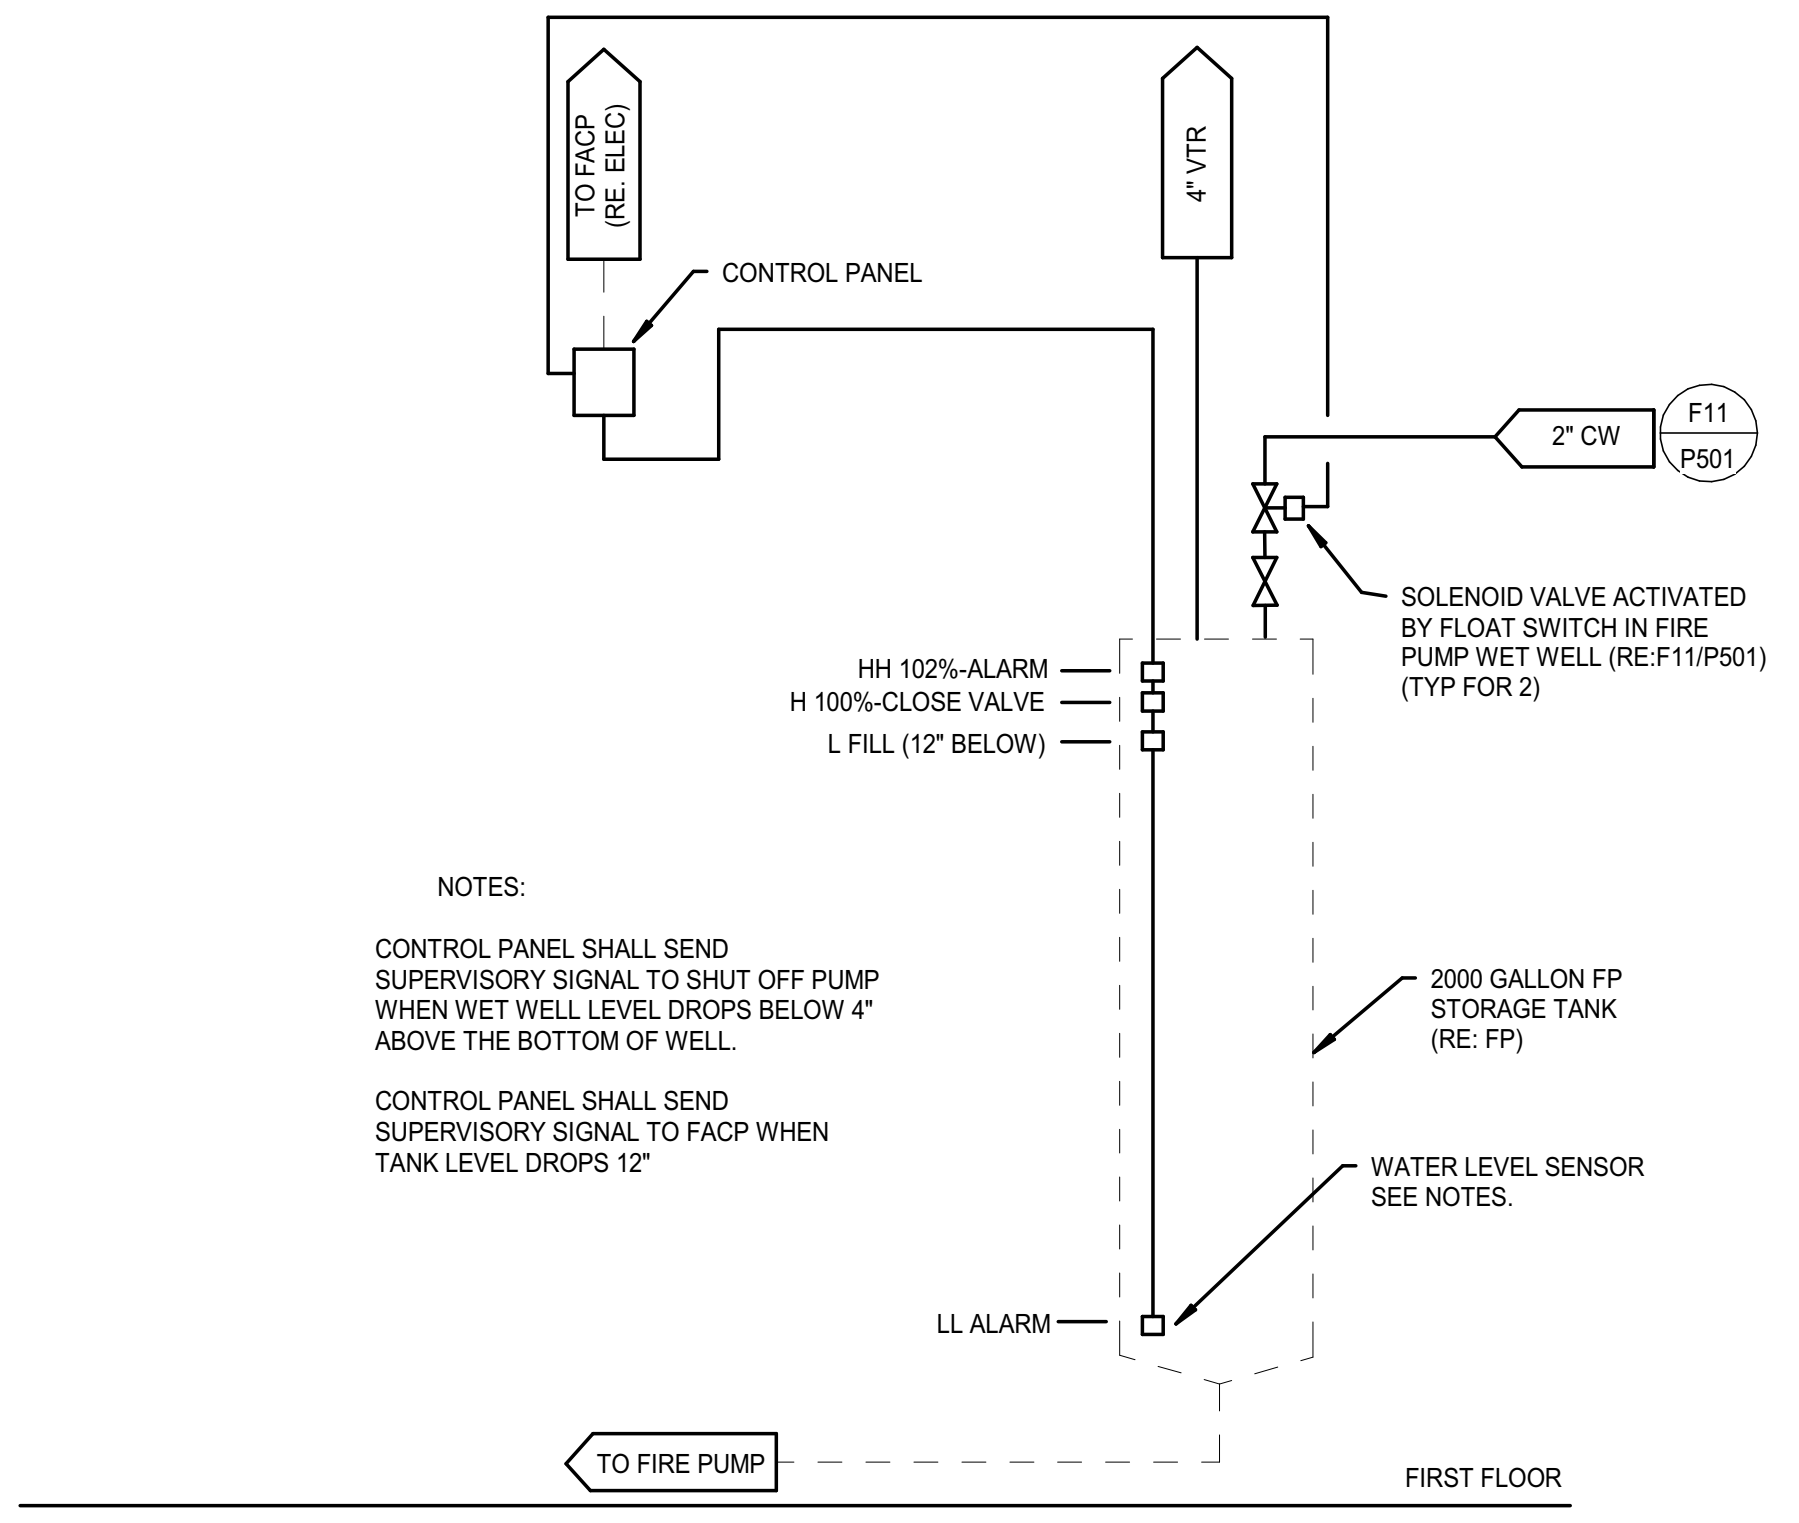 TO FACP
(RE. ELEC)
4" VTR
CONTROL PANEL
2" CW
F11
P501
SOLENOID VALVE ACTIVATED
BY FLOAT SWITCH IN FIRE
PUMP WET WELL (RE:F11/P501)
(TYP FOR 2)
HH 102%-ALARM
H 100%-CLOSE VALVE
L FILL (12" BELOW)
NOTES:
CONTROL PANEL SHALL SEND
SUPERVISORY SIGNAL TO SHUT OFF PUMP
WHEN WET WELL LEVEL DROPS BELOW 4"
ABOVE THE BOTTOM OF WELL.
CONTROL PANEL SHALL SEND
SUPERVISORY SIGNAL TO FACP WHEN
TANK LEVEL DROPS 12"
2000 GALLON FP
STORAGE TANK
(RE: FP)
WATER LEVEL SENSOR
SEE NOTES.
LL ALARM
TO FIRE PUMP
FIRST FLOOR